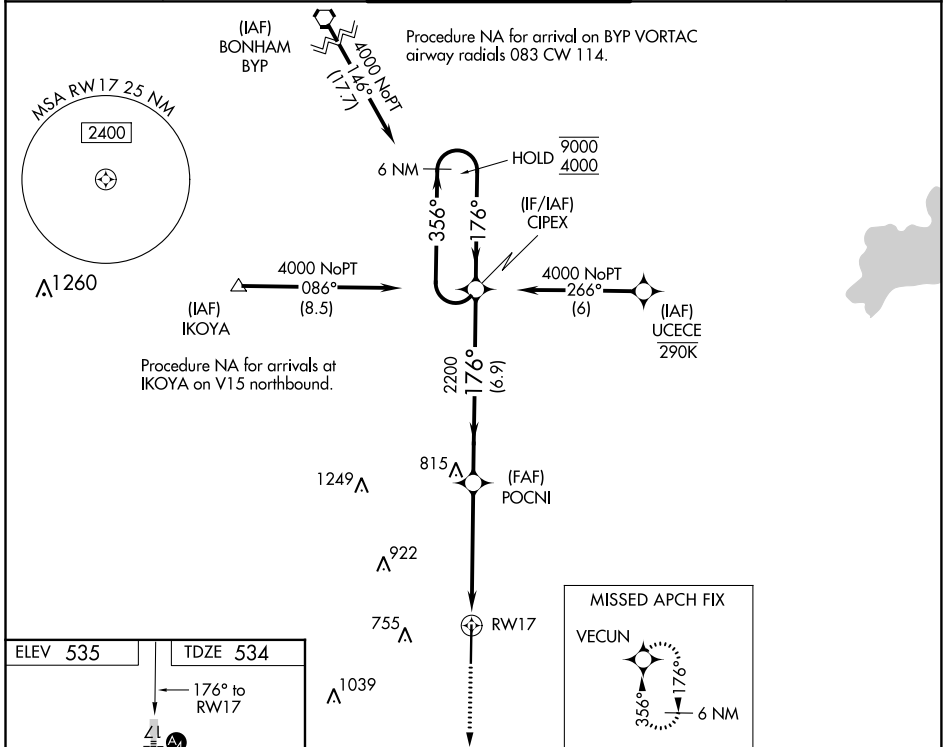 (IAF)
BONHAM
BYP
4000 NoPT
146°
(17.7)
Procedure NA for arrival on BYP VORTAC
airway radials 083 CW 114.
MSA RW17 25 NM
2400
1260
6 NM
HOLD
9000
4000
356°
176°
(IF/IAF)
CIPEX
4000 NoPT
086°
(8.5)
(IAF)
IKOYA
4000 NoPT
266°
(6)
(IAF)
UCECE
290K
Procedure NA for arrivals at
IKOYA on V15 northbound.
2200
176°
(6.9)
1249
815
(FAF)
POCNI
922
755
RW17
1039
MISSED APCH FIX
VECUN
356°
176°
6 NM
ELEV 535
TDZE 534
176° to
RW17
17
A4